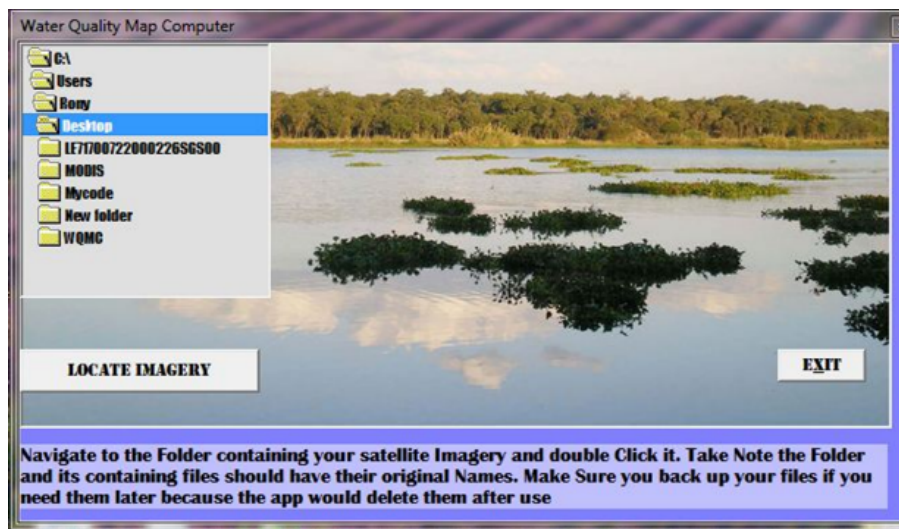 Water Quality Map Computer
C:\
Users
Rony
Desktop
LE71700722000226SGS00
MODIS
Mycode
New folder
WQMC
LOCATE IMAGERY
EXIT
Navigate to the Folder containing your satellite Imagery and double Click it. Take Note the Folder
and its containing files should have their original Names. Make Sure you back up your files if you
need them later because the app would delete them after use